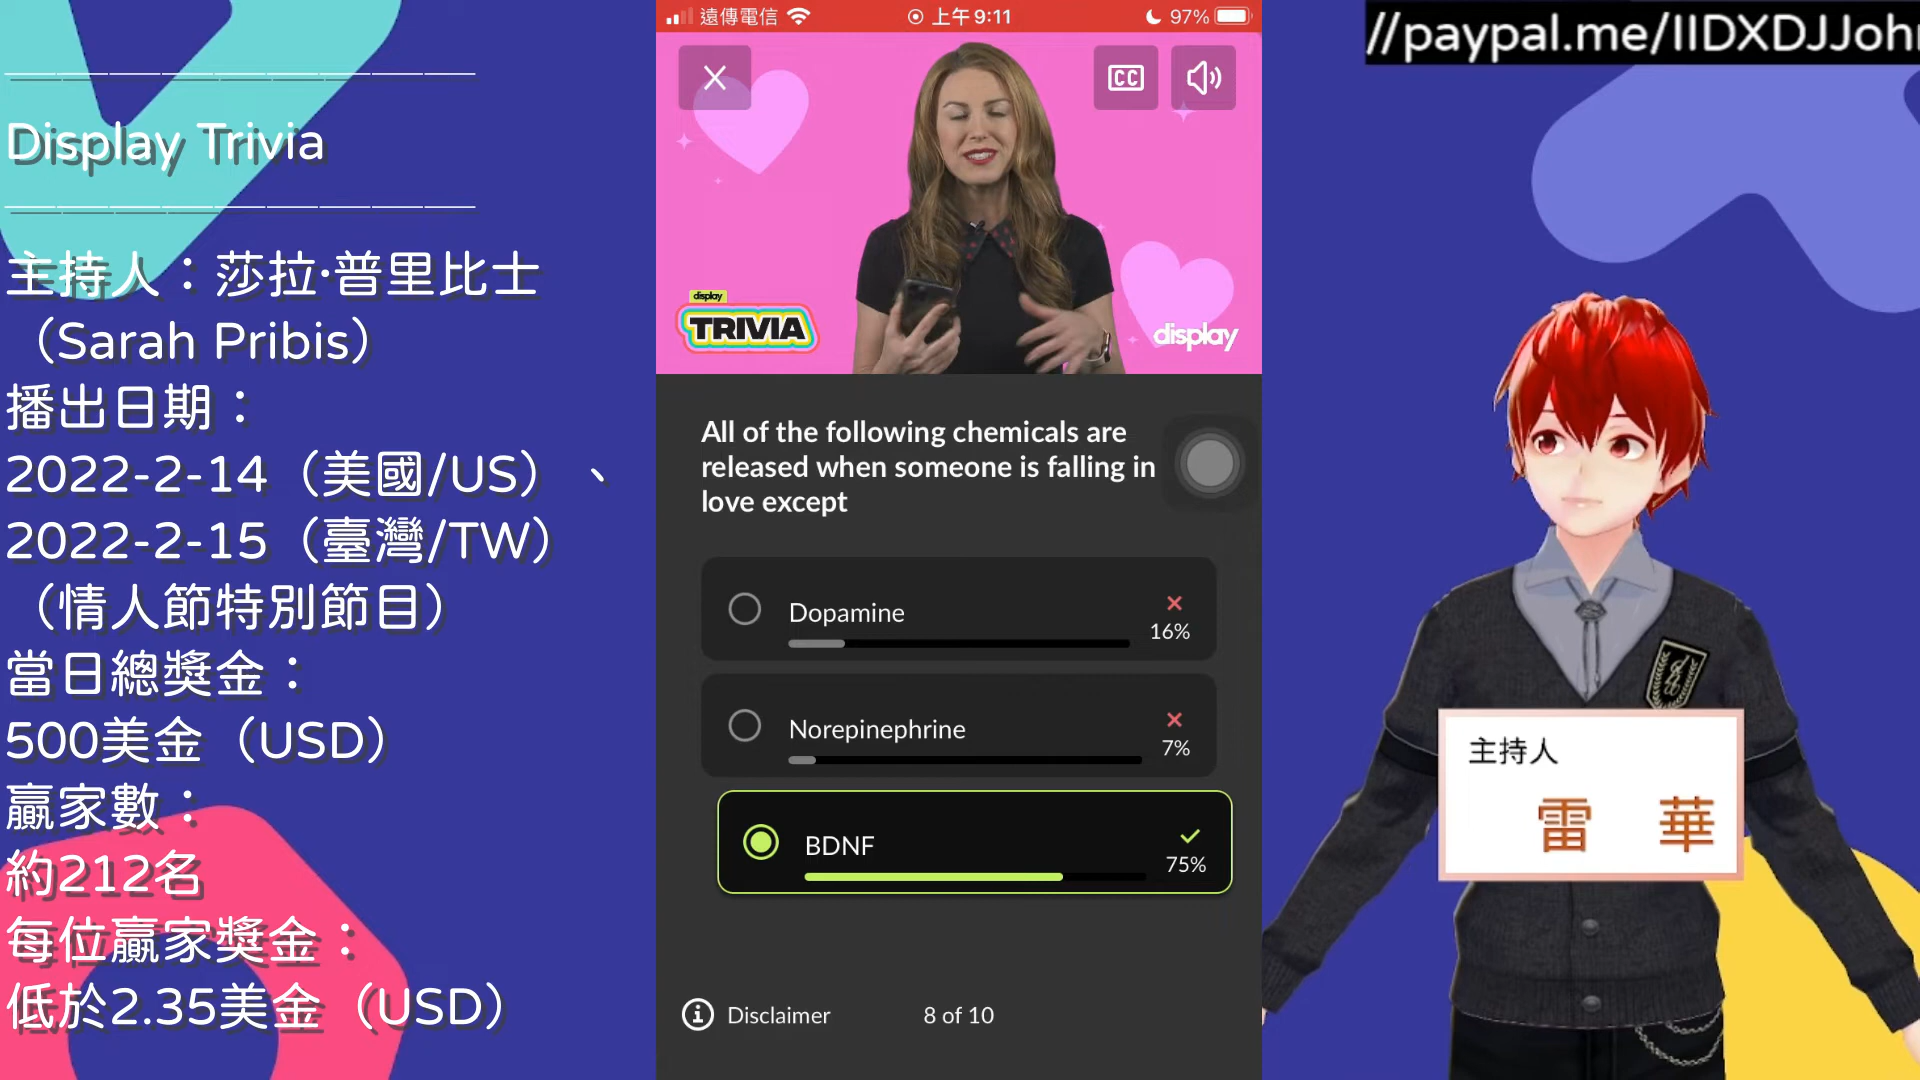 Display Trivia
主持人：莎拉·普里比士
（Sarah Pribis）
播出日期：
2022-2-14（美國/US）、
2022-2-15（臺灣/TW）
（情人節特別節目）
當日總獎金：
500美金（USD）
贏家數：
約212名
每位贏家獎金：
低於2.35美金（USD）
遠傳電信
上午9:11
97%
CC
display
TRIVIA
display
All of the following chemicals are
released when someone is falling in
love except
Dopamine
16%
Norepinephrine
7%
BDNF
75%
Disclaimer
8 of 10
//paypal.me/IIDXDJJohn
主持人
雷 華